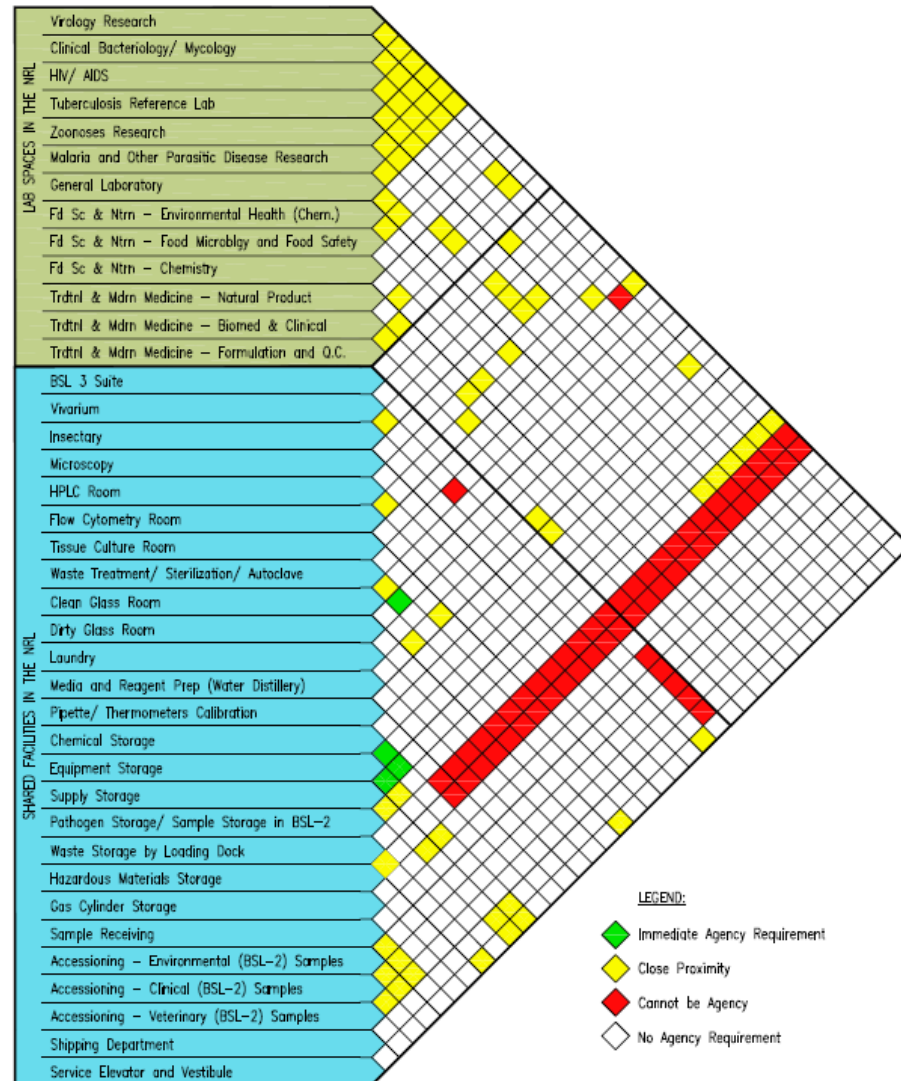 LAB SPACES IN THE NRL
Virology Research
Clinical Bacteriology/ Mycology
HIV/ AIDS
Tuberculosis Reference Lab
Zoonoses Research
Malaria and Other Parasitic Disease Research
General Laboratory
Fd Sc & Ntrn – Environmental Health (Chem.)
Fd Sc & Ntrn – Food Microblgy and Food Safety
Fd Sc & Ntrn – Chemistry
Trdtnl & Mdrn Medicine – Natural Product
Trdtnl & Mdrn Medicine – Biomed & Clinical
Trdtnl & Mdrn Medicine – Formulation and Q.C.
SHARED FACILITIES IN THE NRL
BSL 3 Suite
Vivarium
Insectary
Microscopy
HPLC Room
Flow Cytometry Room
Tissue Culture Room
Waste Treatment/ Sterilization/ Autoclave
Clean Glass Room
Dirty Glass Room
Laundry
Media and Reagent Prep (Water Distillery)
Pipette/ Thermometers Calibration
Chemical Storage
Equipment Storage
Supply Storage
Pathogen Storage/ Sample Storage in BSL–2
Waste Storage by Loading Dock
Hazardous Materials Storage
Gas Cylinder Storage
Sample Receiving
Accessioning – Environmental (BSL–2) Samples
Accessioning – Clinical (BSL–2) Samples
Accessioning – Veterinary (BSL–2) Samples
Shipping Department
Service Elevator and Vestibule
LEGEND:
Immediate Agency Requirement
Close Proximity
Cannot be Agency
No Agency Requirement